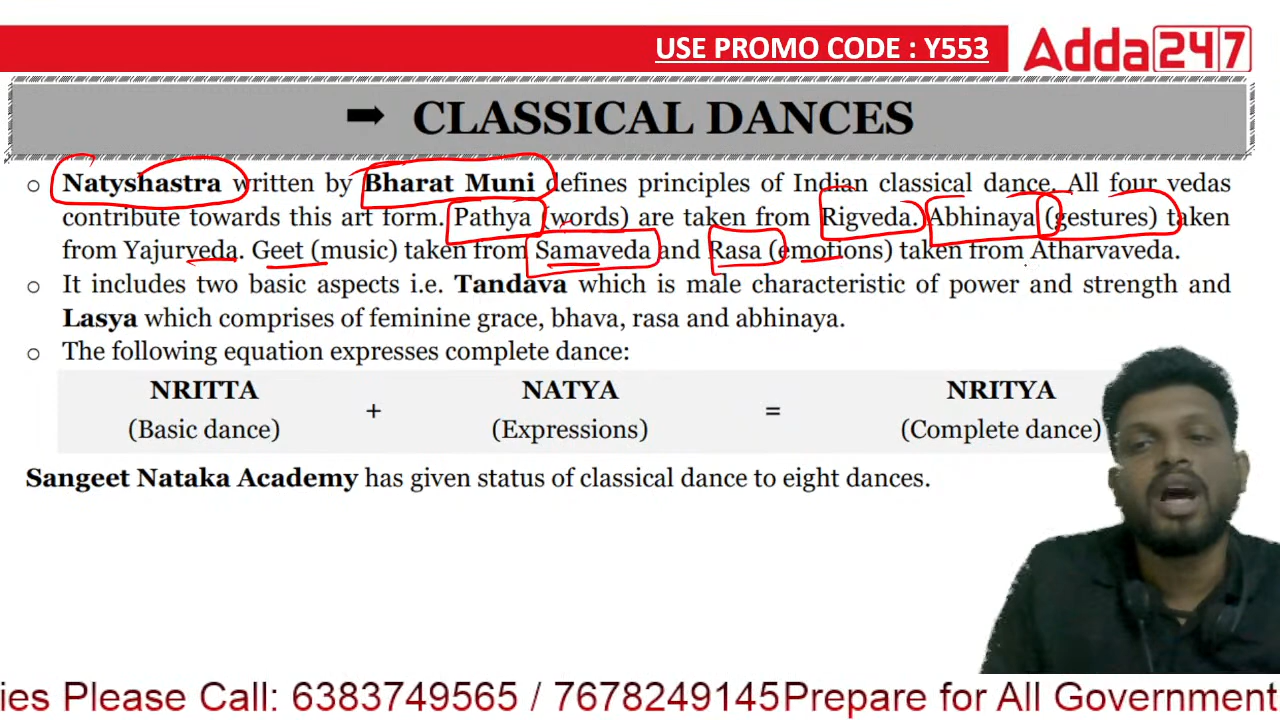 USE PROMO CODE : Y553
Adda247
CLASSICAL DANCES
Natyshastra written by Bharat Muni defines principles of Indian classical dance. All four vedas
contribute towards this art form. Pathya (words) are taken from Rigveda. Abhinaya (gestures) taken
from Yajurveda. Geet (music) taken from Samaveda and Rasa (emotions) taken from Atharvaveda.
It includes two basic aspects i.e. Tandava which is male characteristic of power and strength and
Lasya which comprises of feminine grace, bhava, rasa and abhinaya.
The following equation expresses complete dance:
NRITTA NATYA NRITYA
+ =
(Basic dance) (Expressions) (Complete dance)
Sangeet Nataka Academy has given status of classical dance to eight dances.
ies Please Call: 6383749565 / 7678249145Prepare for All Government